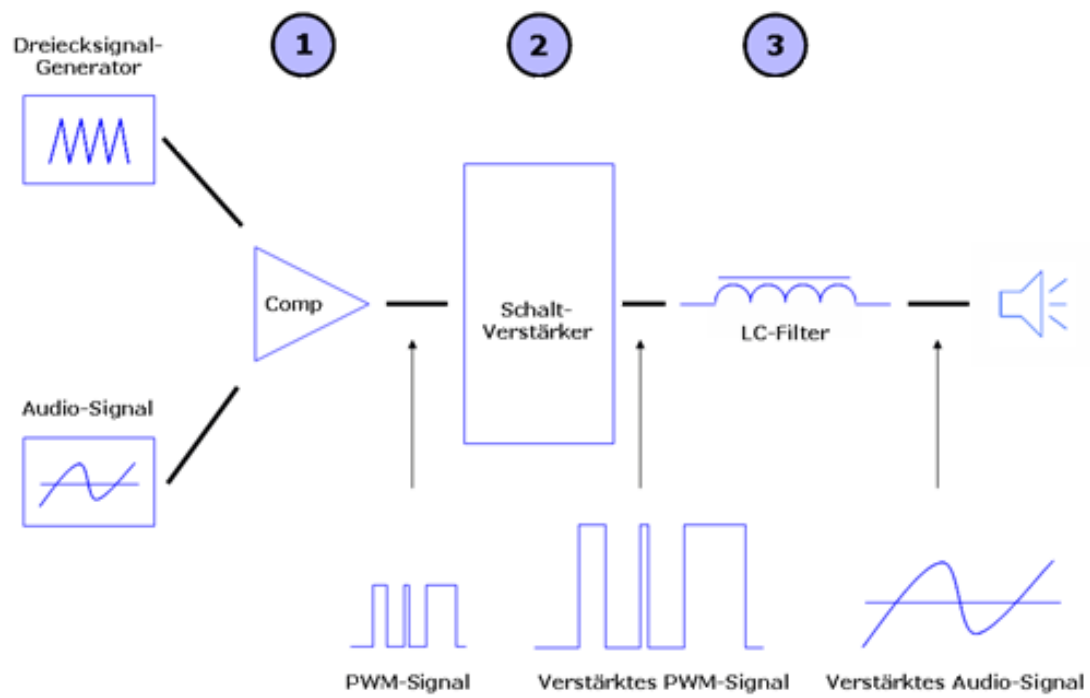 Dreiecksignal-
Generator
1
2
3
Comp
Schalt-
Verstärker
LC-Filter
Audio-Signal
PWM-Signal
Verstärktes PWM-Signal
Verstärktes Audio-Signal